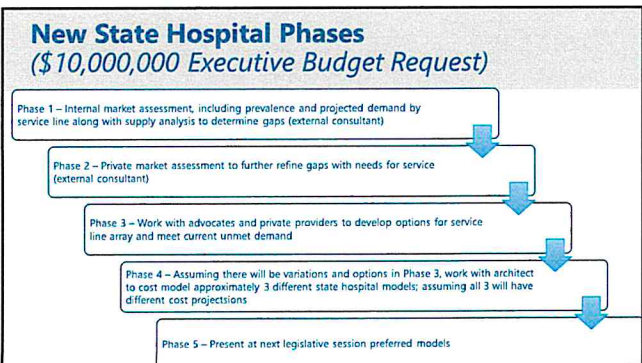 New State Hospital Phases
($10,000,000 Executive Budget Request)
Phase 1 – Internal market assessment, including prevalence and projected demand by
service line along with supply analysis to determine gaps (external consultant)
Phase 2 – Private market assessment to further refine gaps with needs for service
(external consultant)
Phase 3 – Work with advocates and private providers to develop options for service
line array and meet current unmet demand
Phase 4 – Assuming there will be variations and options in Phase 3, work with architect
to cost model approximately 3 different state hospital models; assuming all 3 will have
different cost projectsions
Phase 5 – Present at next legislative session preferred models